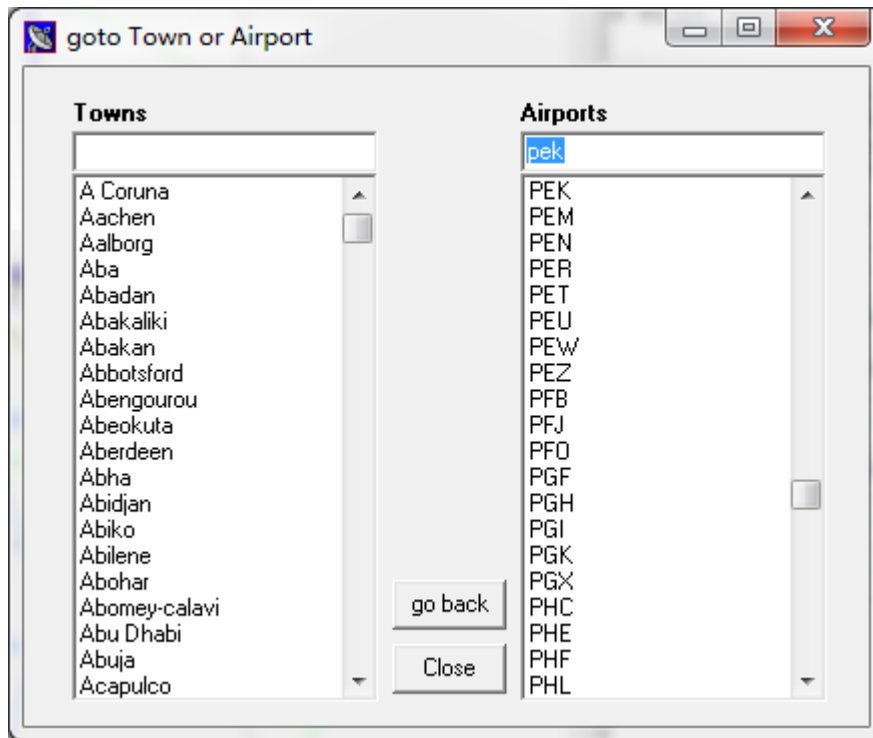 goto Town or Airport
Towns
A Coruna
Aachen
Aalborg
Aba
Abadan
Abakaliki
Abakan
Abbotsford
Abengourou
Abeokuta
Aberdeen
Abha
Abidjan
Abiko
Abilene
Abohar
Abomey-calavi
Abu Dhabi
Abuja
Acapulco
go back
Close
Airports
pek
PEK
PEM
PEN
PER
PET
PEU
PEW
PEZ
PFB
PFJ
PFO
PGF
PGH
PGI
PGK
PGX
PHC
PHE
PHF
PHL